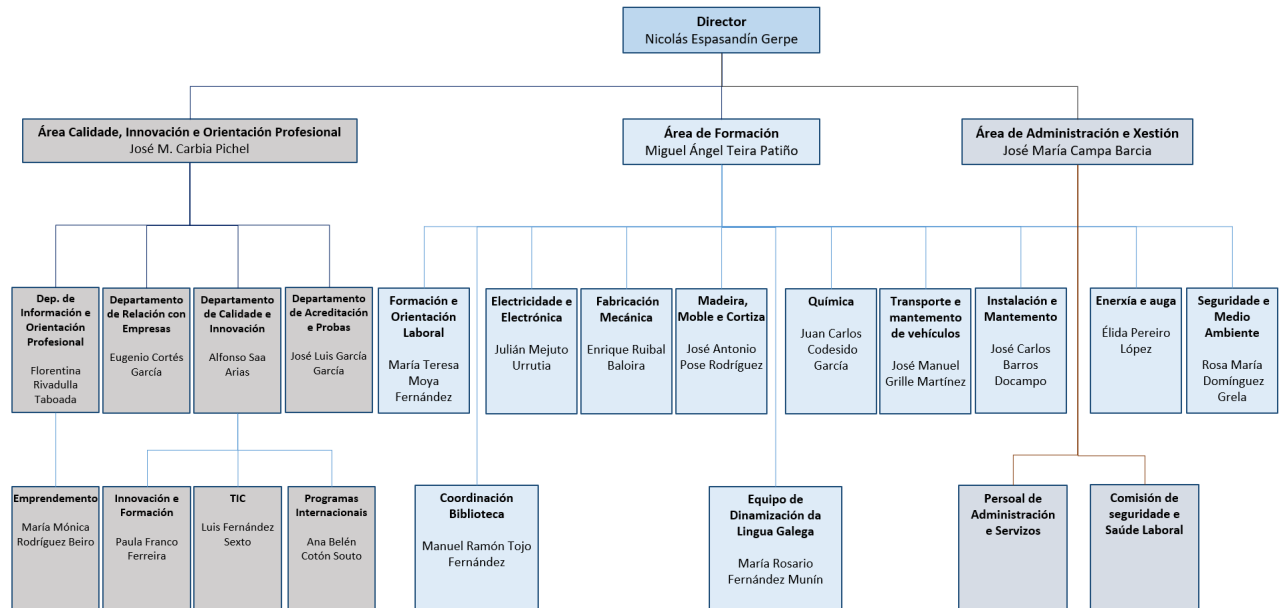 Director
Nicolás Espasandín Gerpe
Área Calidade, Innovación e Orientación Profesional
José M. Carbia Pichel
Área de Formación
Miguel Ángel Teira Patiño
Área de Administración e Xestión
José María Campa Barcia
Dep. de
Información e
Orientación
Profesional
Florentina
Rivadulla
Taboada
Departamento
de Relación con
Empresas
Eugenio Cortés
García
Departamento
de Calidade e
Innovación
Alfonso Saa
Arias
Departamento
de Acreditación
e Probas
José Luis García
García
Formación e
Orientación
Laboral
María Teresa
Moya
Fernández
Electricidade e
Electrónica
Julián Mejuto
Urrutia
Fabricación
Mecánica
Enrique Ruibal
Baloira
Madeira,
Moble e Cortiza
José Antonio
Pose Rodríguez
Química
Juan Carlos
Codesido
García
Transporte e
mantemento
de vehículos
José Manuel
Grille Martínez
Instalación e
Mantemento
José Carlos
Barros
Docampo
Enerxía e auga
Élida Pereiro
López
Seguridade e
Medio
Ambiente
Rosa María
Domínguez
Grela
Emprendemento
María Mónica
Rodríguez Beiro
Innovación e
Formación
Paula Franco
Ferreira
TIC
Luis Fernández
Sexto
Programas
Internacionais
Ana Belén
Cotón Souto
Coordinación
Biblioteca
Manuel Ramón Tojo
Fernández
Equipo de
Dinamización da
Lingua Galega
María Rosario
Fernández Munín
Persoal de
Administración
e Servizos
Comisión de
seguridade e
Saúde Laboral